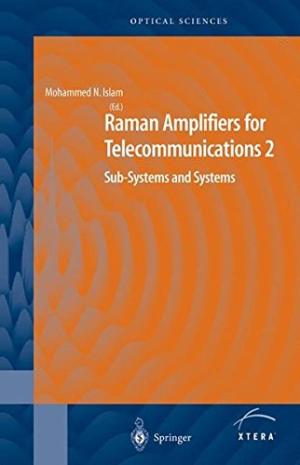 OPTICAL SCIENCES
Mohammed N. Islam
(Ed.)
Raman Amplifiers for
Telecommunications 2
Sub-Systems and Systems
Springer
XTERA